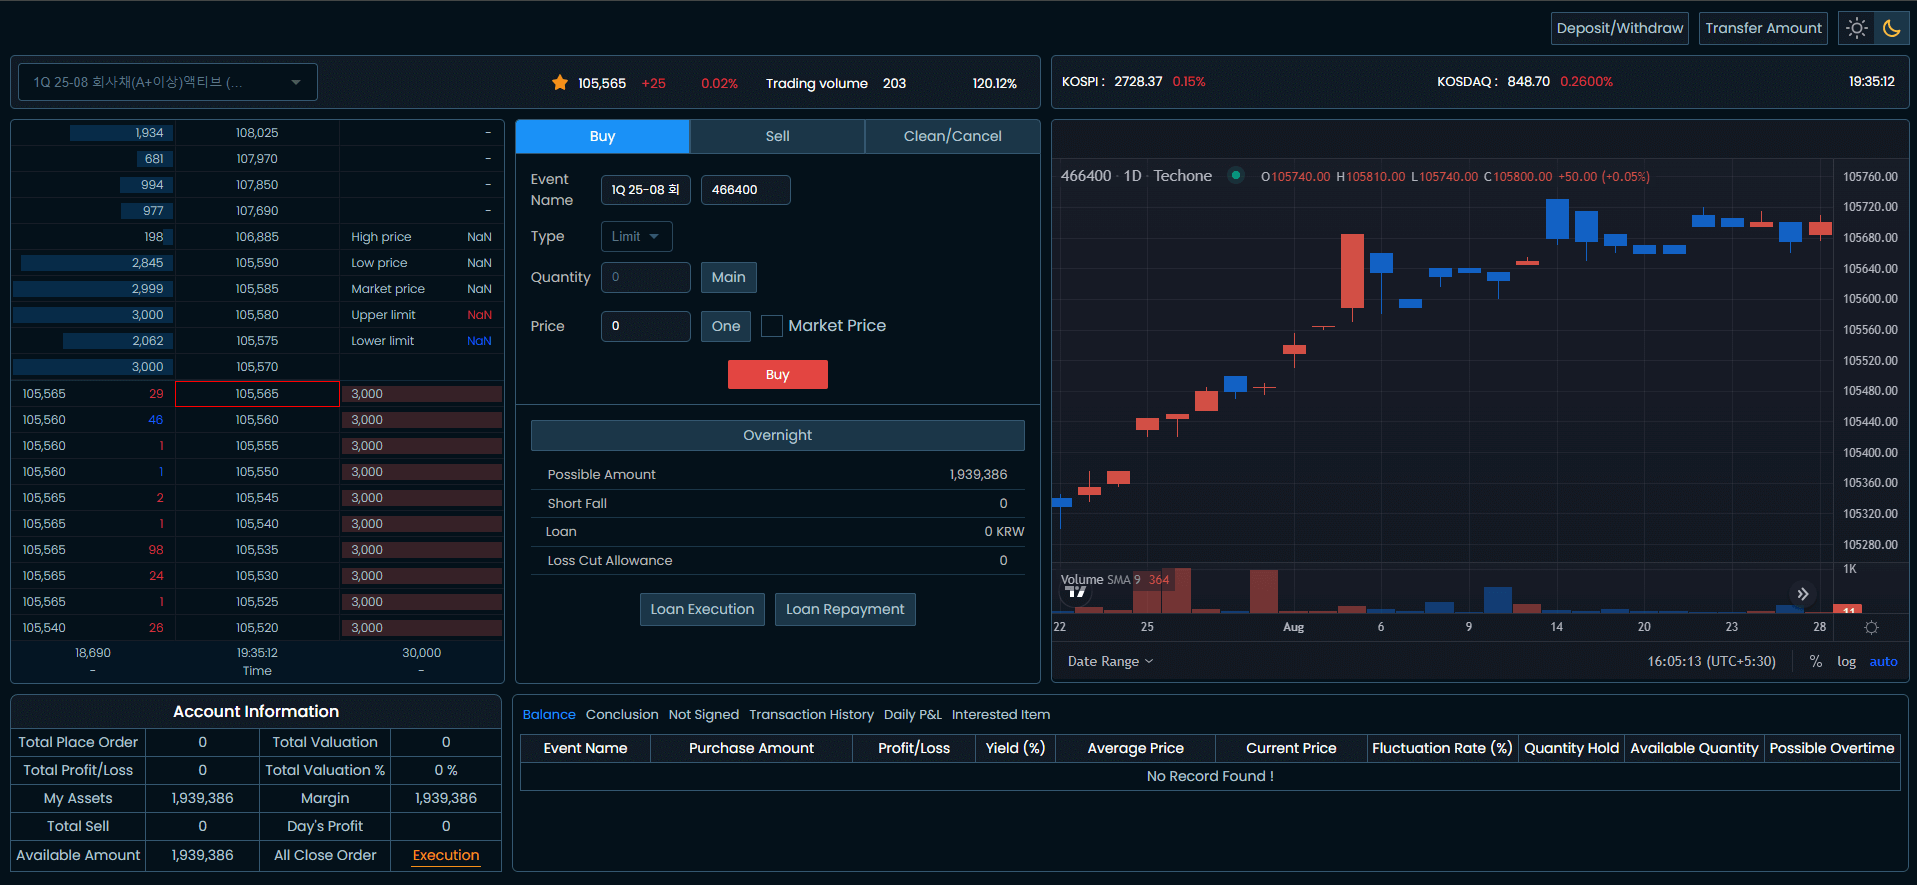 Deposit/Withdraw Transfer Amount
1Q 25-08 회사채(A+이상)액티브 (...
105,565 +25 0.02% Trading volume 203 120.12%
KOSPI : 2728.37 0.15% KOSDAQ : 848.70 0.2600% 19:35:12
1,934 108,025 -
681 107,970 -
994 107,850 -
977 107,690 -
198 106,885 High price NaN
2,845 105,590 Low price NaN
2,999 105,585 Market price NaN
3,000 105,580 Upper limit NaN
2,062 105,575 Lower limit NaN
3,000 105,570
105,565 29 105,565 3,000
105,560 46 105,560 3,000
105,560 1 105,555 3,000
105,560 1 105,550 3,000
105,565 2 105,545 3,000
105,565 1 105,540 3,000
105,565 98 105,535 3,000
105,565 24 105,530 3,000
105,565 1 105,525 3,000
105,540 26 105,520 3,000
18,690 19:35:12 30,000
- Time -
Buy Sell Clean/Cancel
Event Name 1Q 25-08 회 466400
Type Limit
Quantity 0 Main
Price 0 One Market Price
Buy
Overnight
Possible Amount 1,939,386
Short Fall 0
Loan 0 KRW
Loss Cut Allowance 0
Loan Execution Loan Repayment
466400 · 1D · Techone O105740.00 H105810.00 L105740.00 C105800.00 +50.00 (+0.05%)
105760.00
105720.00
105680.00
105640.00
105600.00
105560.00
105520.00
105480.00
105440.00
105400.00
105360.00
105320.00
105280.00
Volume SMA 9 364
1K
11
22 25 Aug 6 9 14 20 23 28
Date Range 16:05:13 (UTC+5:30) % log auto
Account Information
Total Place Order 0 Total Valuation 0
Total Profit/Loss 0 Total Valuation % 0 %
My Assets 1,939,386 Margin 1,939,386
Total Sell 0 Day's Profit 0
Available Amount 1,939,386 All Close Order Execution
Balance Conclusion Not Signed Transaction History Daily P&L Interested Item
Event Name Purchase Amount Profit/Loss Yield (%) Average Price Current Price Fluctuation Rate (%) Quantity Hold Available Quantity Possible Overtime
No Record Found !